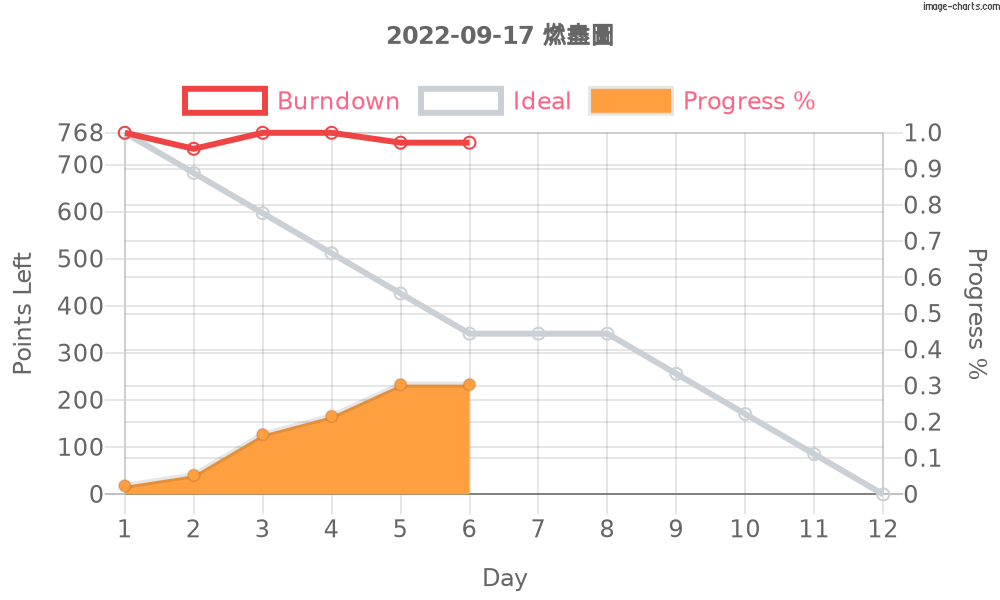 image-charts.com
2022-09-17 燃盡圖
Burndown Ideal Progress %
768 1.0
700 0.9
600 0.8
500 0.7
400 0.6
300 0.5
200 0.4
100 0.3
0 0.2
0.1
0
Points Left
Progress %
1 2 3 4 5 6 7 8 9 10 11 12
Day